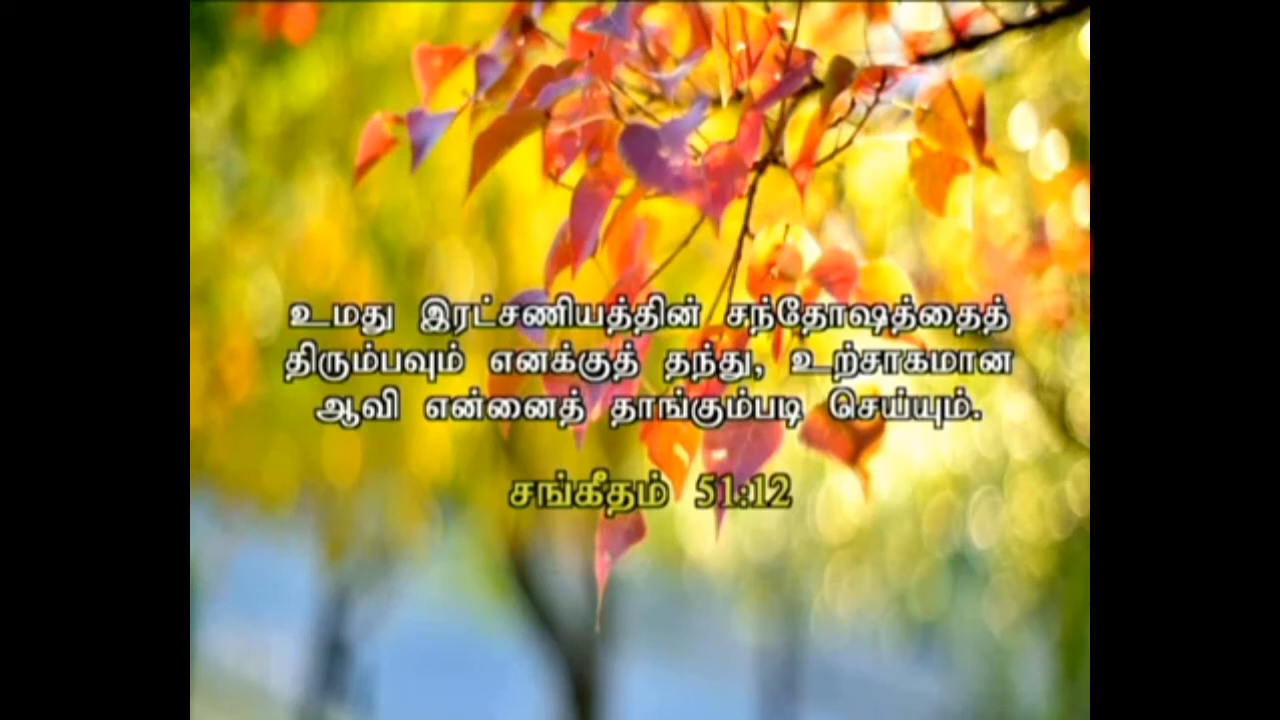 உமது இரட்சணியத்தின் சந்தோஷத்தைத்
திரும்பவும் எனக்குத் தந்து, உற்சாகமான
ஆவி என்னைத் தாங்கும்படி செய்யும்.
சங்கீதம் 51:12